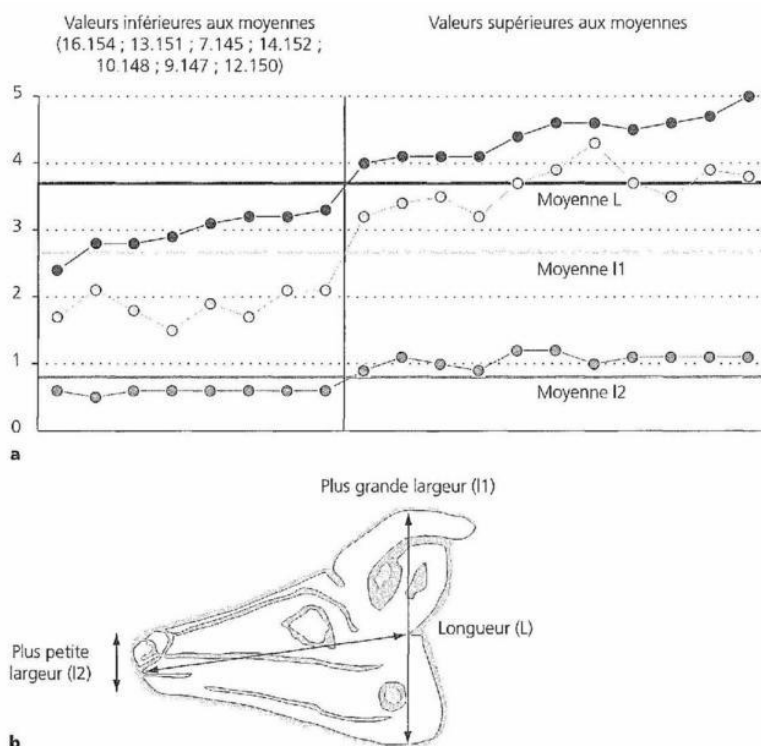 Valeurs inférieures aux moyennes
(16.154 ; 13.151 ; 7.145 ; 14.152 ;
10.148 ; 9.147 ; 12.150)
Valeurs supérieures aux moyennes
5
4
3
2
1
0
Moyenne L
Moyenne l1
Moyenne l2
a
Plus grande largeur (l1)
Longueur (L)
Plus petite
largeur (l2)
b